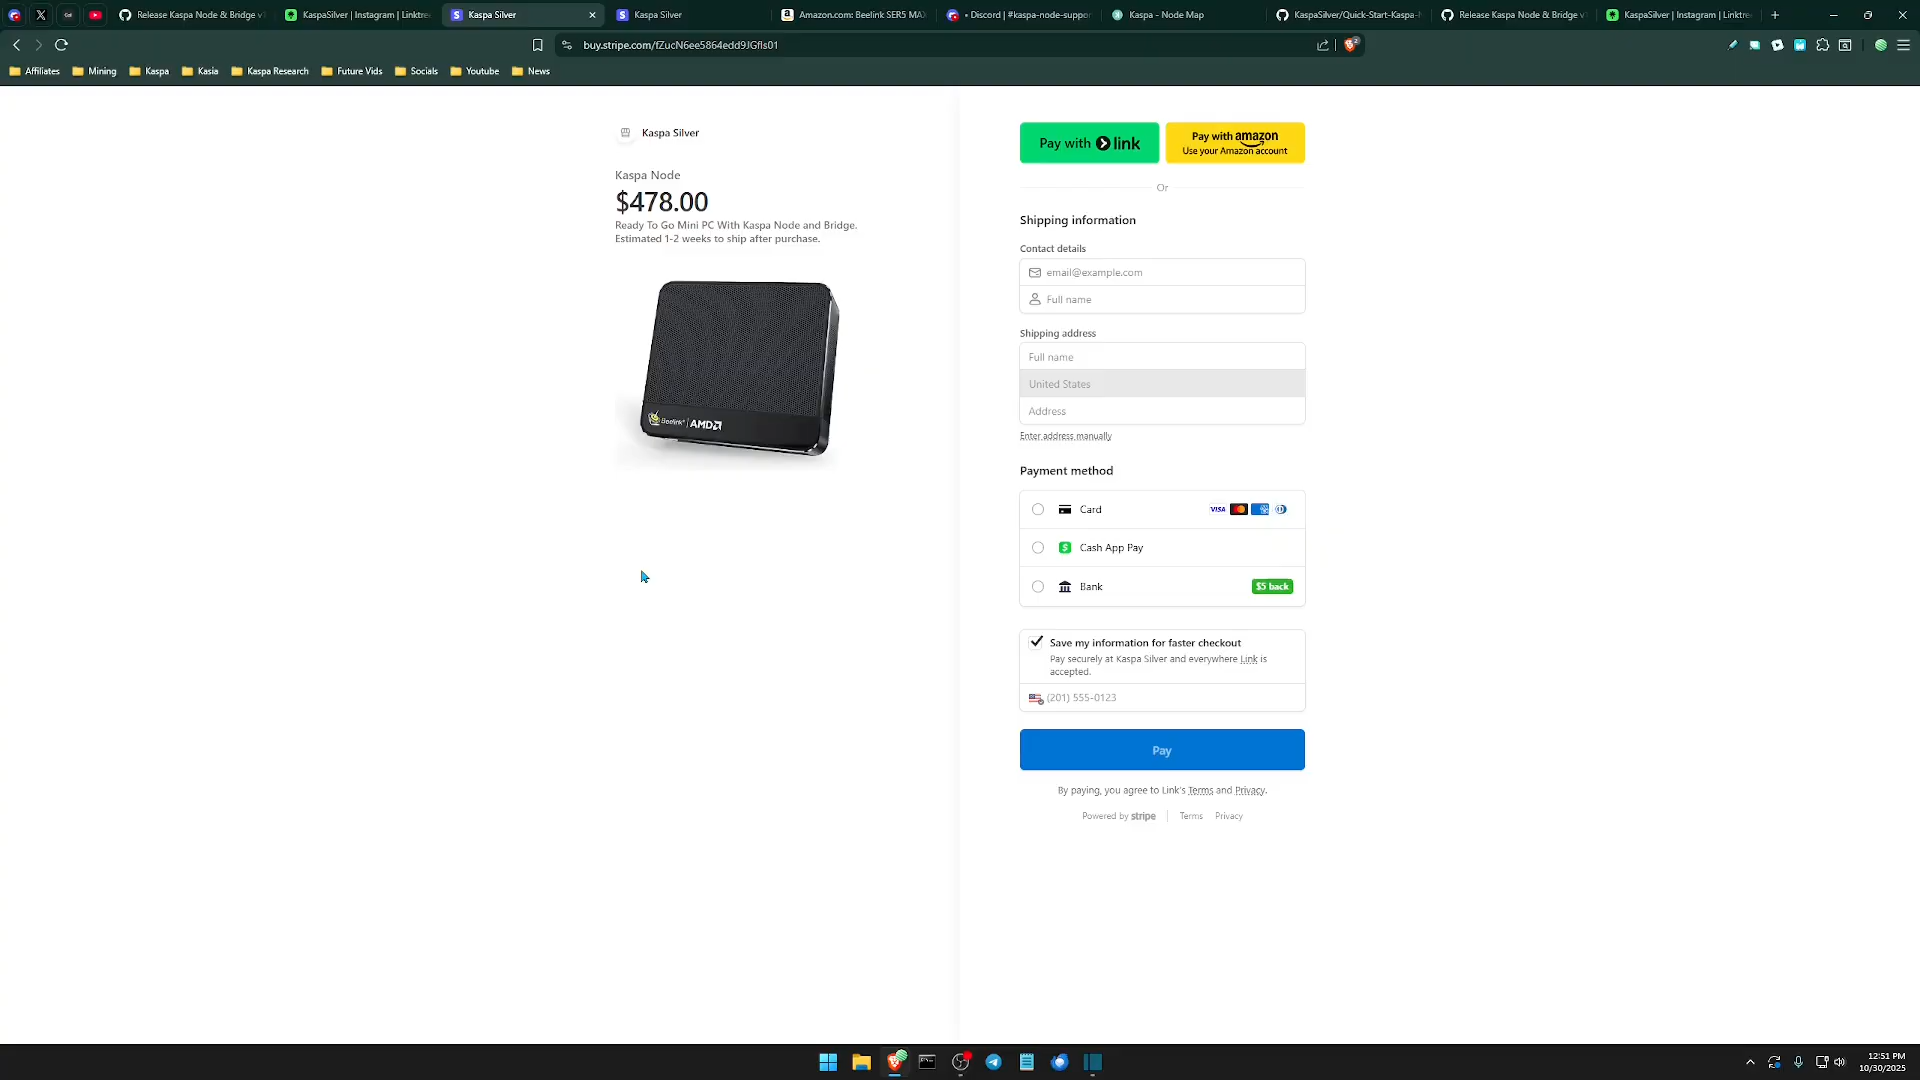 Release Kaspa Node & Bridge v
KaspaSilver | Instagram | Linktre
Kaspa Silver
Kaspa Silver
Amazon.com: Beelink SER5 MAX
• Discord | #kaspa-node-suppor
Kaspa - Node Map
KaspaSilver/Quick-Start-Kaspa-
Release Kaspa Node & Bridge v
KaspaSilver | Instagram | Linktre
buy.stripe.com/fZucN6ee5864edd9JGfIs01
Affiliates
Mining
Kaspa
Kasia
Kaspa Research
Future Vids
Socials
Youtube
News
Kaspa Silver
Kaspa Node
$478.00
Ready To Go Mini PC With Kaspa Node and Bridge.
Estimated 1-2 weeks to ship after purchase.
Beelink | AMD
Pay with link
Pay with amazon
Use your Amazon account
Or
Shipping information
Contact details
email@example.com
Full name
Shipping address
Full name
United States
Address
Enter address manually
Payment method
Card
VISA
Cash App Pay
Bank
$5 back
Save my information for faster checkout
Pay securely at Kaspa Silver and everywhere Link is
accepted.
(201) 555-0123
Pay
By paying, you agree to Link's Terms and Privacy.
Powered by stripe
Terms
Privacy
12:51 PM
10/30/2025